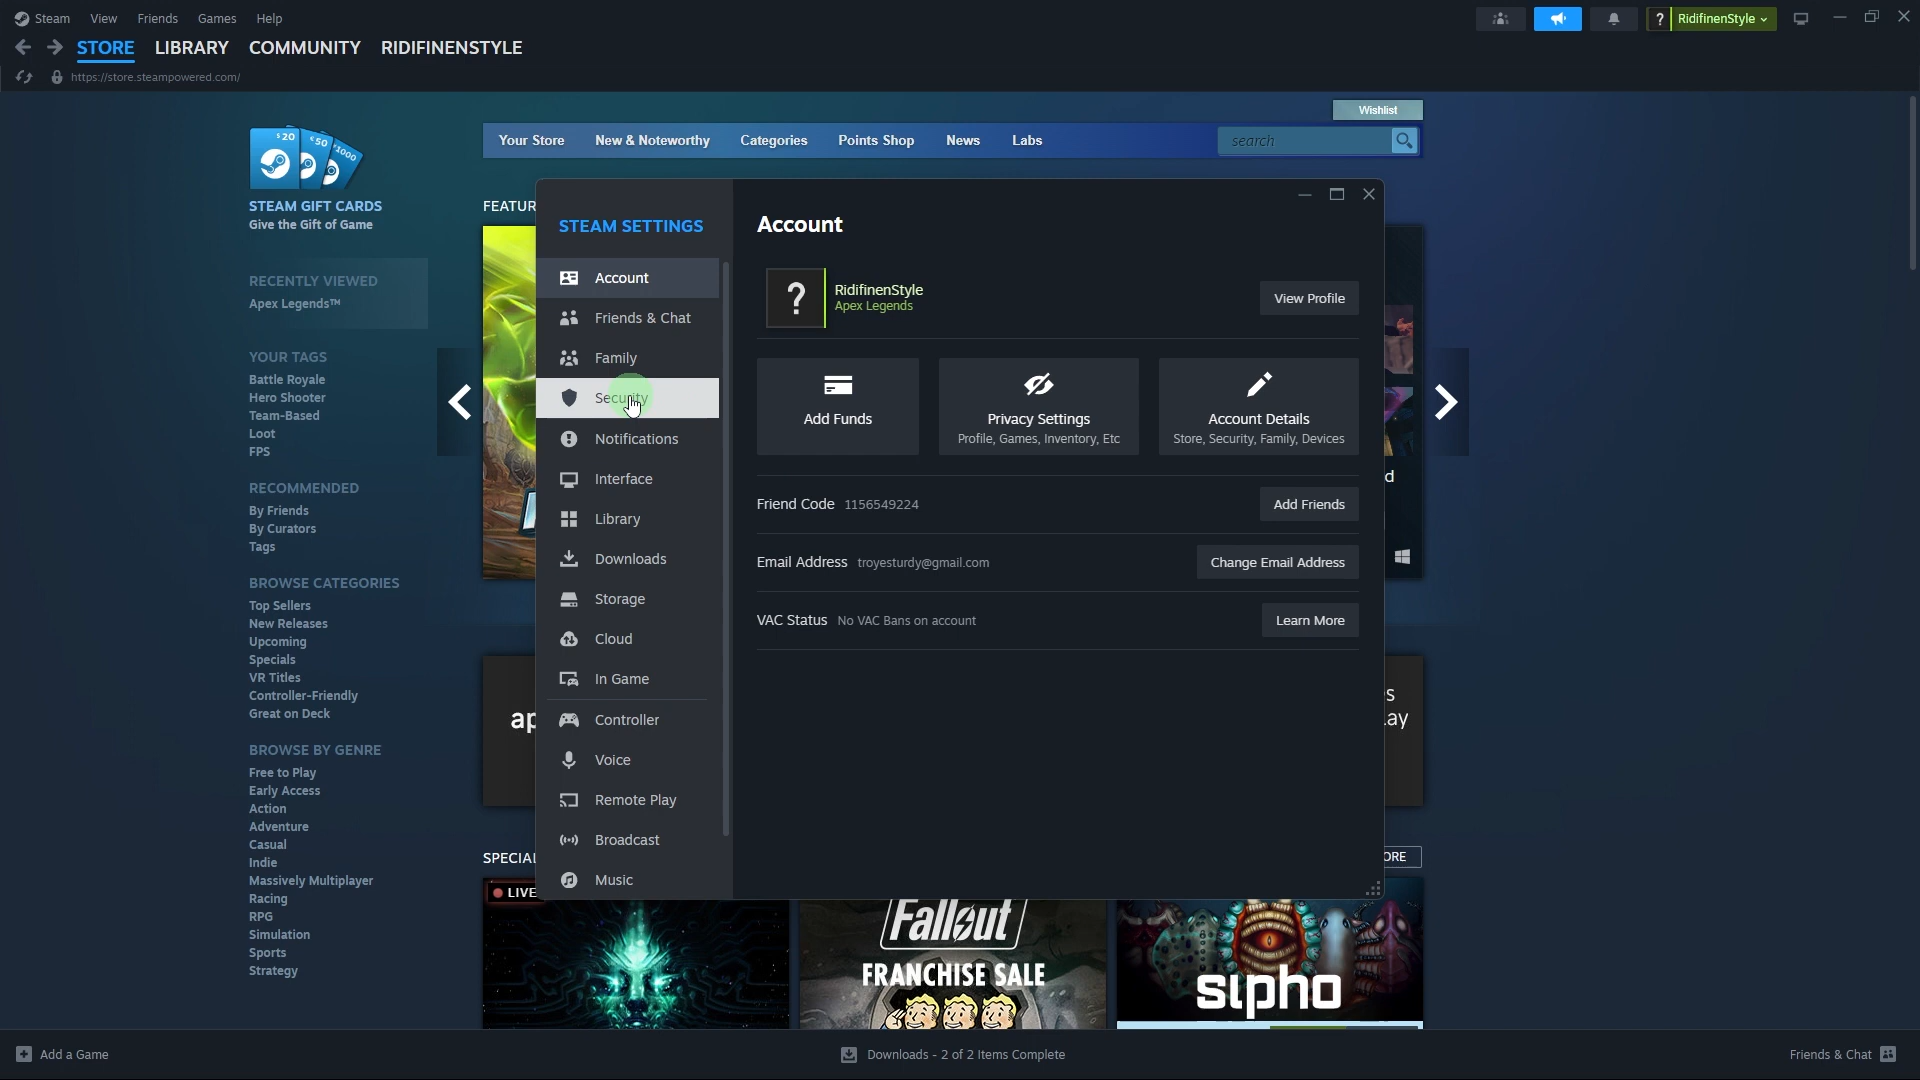 Steam View Friends Games Help
RidifinenStyle
STORE LIBRARY COMMUNITY RIDIFINENSTYLE
https://store.steampowered.com/
Wishlist
Your Store New & Noteworthy Categories Points Shop News Labs
search
$20 €50 ¥1000
STEAM GIFT CARDS
Give the Gift of Game
RECENTLY VIEWED
Apex Legends™
YOUR TAGS
Battle Royale
Hero Shooter
Team-Based
Loot
FPS
RECOMMENDED
By Friends
By Curators
Tags
BROWSE CATEGORIES
Top Sellers
New Releases
Upcoming
Specials
VR Titles
Controller-Friendly
Great on Deck
BROWSE BY GENRE
Free to Play
Early Access
Action
Adventure
Casual
Indie
Massively Multiplayer
Racing
RPG
Simulation
Sports
Strategy
FEATUR
STEAM SETTINGS
Account
Friends & Chat
Family
Security
Notifications
Interface
Library
Downloads
Storage
Cloud
In Game
Controller
Voice
Remote Play
Broadcast
Music
Account
RidifinenStyle
Apex Legends
View Profile
Add Funds
Privacy Settings
Profile, Games, Inventory, Etc
Account Details
Store, Security, Family, Devices
Friend Code 1156549224
Add Friends
Email Address troyesturdy@gmail.com
Change Email Address
VAC Status No VAC Bans on account
Learn More
d
ap
s
ay
SPECIAL
ORE
LIVE
Fallout
FRANCHISE SALE
sipho
Add a Game
Downloads - 2 of 2 Items Complete
Friends & Chat